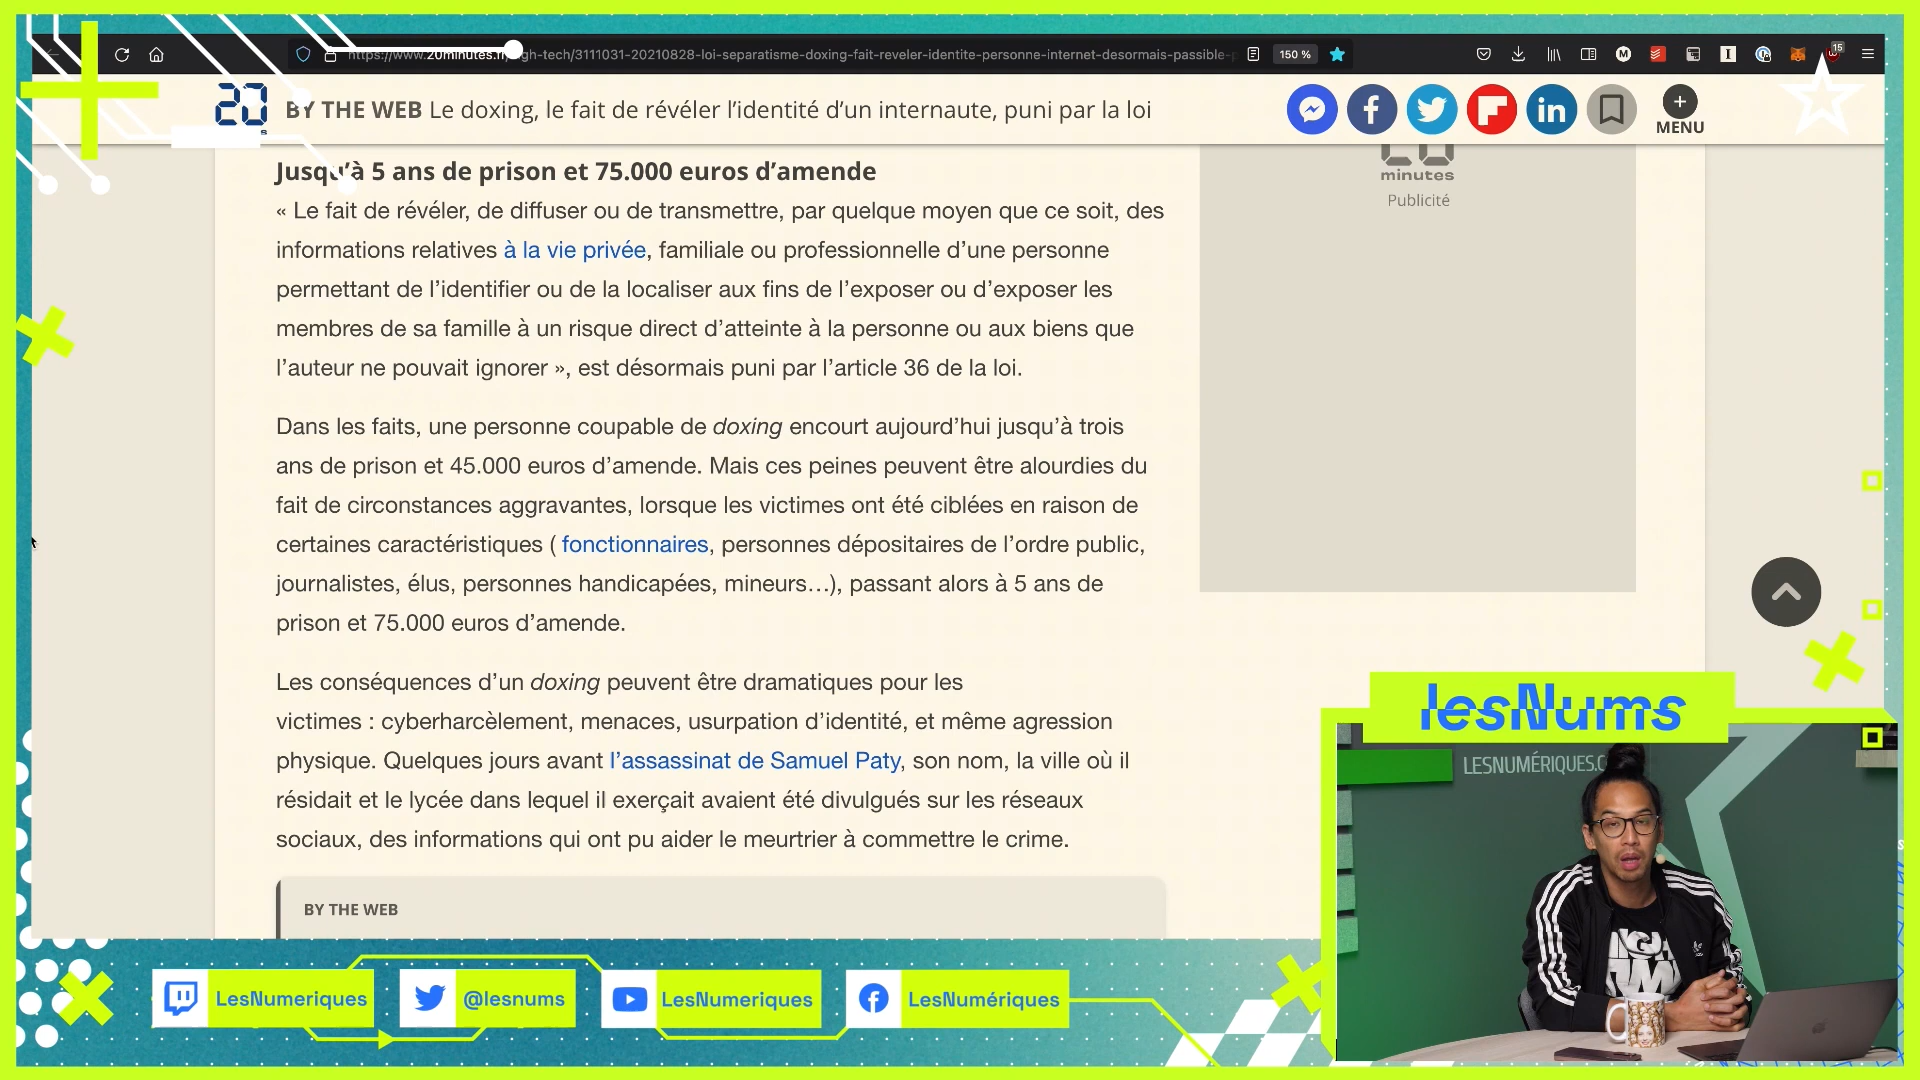 https://www.20minutes.fr/high-tech/3111031-20210828-loi-separatisme-doxing-fait-reveler-identite-personne-internet-desormais-passible-p
150 %
15
20
BY THE WEB Le doxing, le fait de révéler l’identité d’un internaute, puni par la loi
MENU
Jusqu’à 5 ans de prison et 75.000 euros d’amende
« Le fait de révéler, de diffuser ou de transmettre, par quelque moyen que ce soit, des
informations relatives à la vie privée, familiale ou professionnelle d’une personne
permettant de l’identifier ou de la localiser aux fins de l’exposer ou d’exposer les
membres de sa famille à un risque direct d’atteinte à la personne ou aux biens que
l’auteur ne pouvait ignorer », est désormais puni par l’article 36 de la loi.
Dans les faits, une personne coupable de doxing encourt aujourd’hui jusqu’à trois
ans de prison et 45.000 euros d’amende. Mais ces peines peuvent être alourdies du
fait de circonstances aggravantes, lorsque les victimes ont été ciblées en raison de
certaines caractéristiques ( fonctionnaires, personnes dépositaires de l’ordre public,
journalistes, élus, personnes handicapées, mineurs…), passant alors à 5 ans de
prison et 75.000 euros d’amende.
Les conséquences d’un doxing peuvent être dramatiques pour les
victimes : cyberharcèlement, menaces, usurpation d’identité, et même agression
physique. Quelques jours avant l’assassinat de Samuel Paty, son nom, la ville où il
résidait et le lycée dans lequel il exerçait avaient été divulgués sur les réseaux
sociaux, des informations qui ont pu aider le meurtrier à commettre le crime.
BY THE WEB
20
minutes
Publicité
lesNums
LESNUMÉRIQUES.C
LesNumeriques
@lesnums
LesNumeriques
LesNumériques